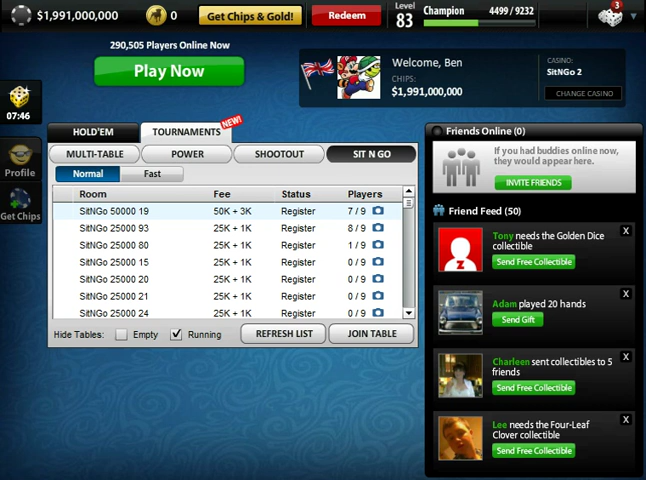 $1,991,000,000
0
Get Chips & Gold!
Redeem
Level
83
Champion
4499 / 9232
3
290,505 Players Online Now
Play Now
Welcome, Ben
CHIPS:
$1,991,000,000
CASINO:
SitNGo 2
CHANGE CASINO
07:46
Profile
Get Chips
HOLD'EM
TOURNAMENTS
NEW!
MULTI-TABLE
POWER
SHOOTOUT
SIT N GO
Normal
Fast
Room Fee Status Players
SitNGo 50000 19 50K + 3K Register 7 / 9
SitNGo 25000 93 25K + 1K Register 8 / 9
SitNGo 25000 80 25K + 1K Register 1 / 9
SitNGo 25000 15 25K + 1K Register 0 / 9
SitNGo 25000 20 25K + 1K Register 0 / 9
SitNGo 25000 21 25K + 1K Register 0 / 9
SitNGo 25000 24 25K + 1K Register 0 / 9
Hide Tables: Empty Running
REFRESH LIST
JOIN TABLE
Friends Online (0)
If you had buddies online now,
they would appear here.
INVITE FRIENDS
Friend Feed (50)
Tony needs the Golden Dice
collectible
Send Free Collectible
X
Z
Adam played 20 hands
Send Gift
X
Charleen sent collectibles to 5
friends
Send Free Collectible
X
Lee needs the Four-Leaf
Clover collectible
Send Free Collectible
X